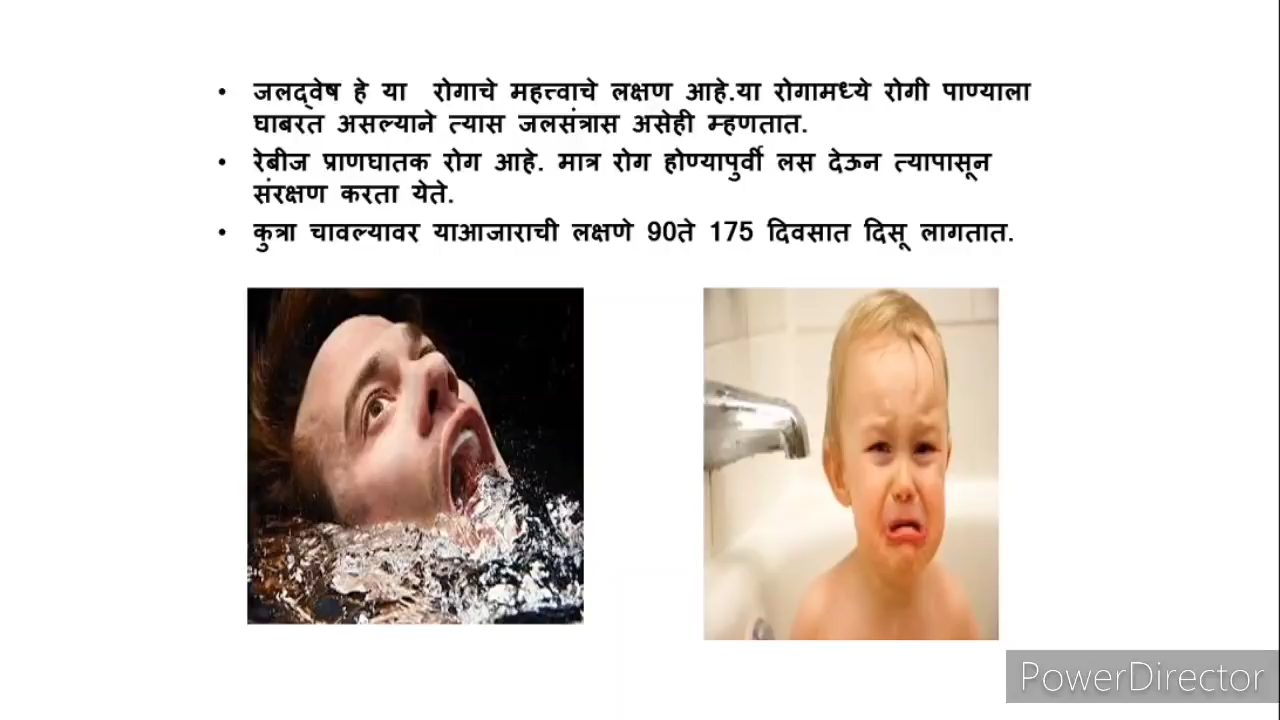 • जलद्वेष हे या रोगाचे महत्त्वाचे लक्षण आहे.या रोगामध्ये रोगी पाण्याला
घाबरत असल्याने त्यास जलसंत्रास असेही म्हणतात.
• रेबीज प्राणघातक रोग आहे. मात्र रोग होण्यापुर्वी लस देऊन त्यापासून
संरक्षण करता येते.
• कुत्रा चावल्यावर याआजाराची लक्षणे 90ते 175 दिवसात दिसू लागतात.
PowerDirector